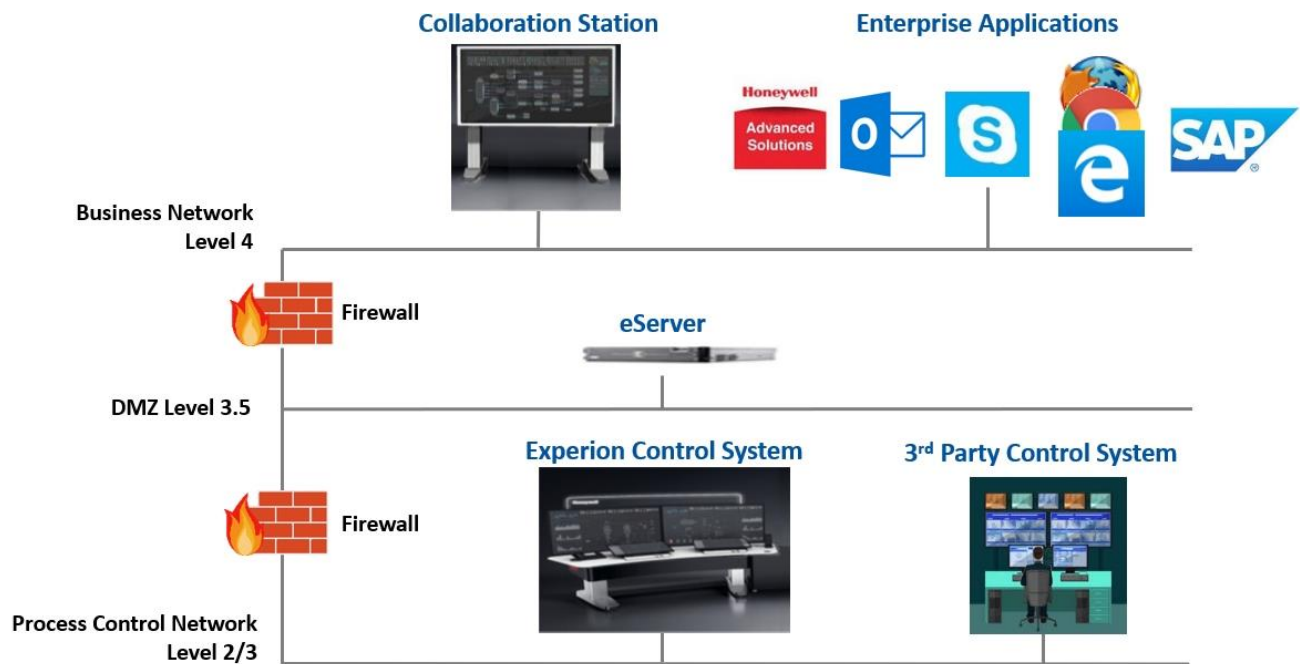 Collaboration Station
Enterprise Applications
Honeywell
Advanced
Solutions
O
S
e
SAP
®
Business Network
Level 4
Firewall
eServer
DMZ Level 3.5
Experion Control System
3rd Party Control System
Honeywell
Firewall
Process Control Network
Level 2/3